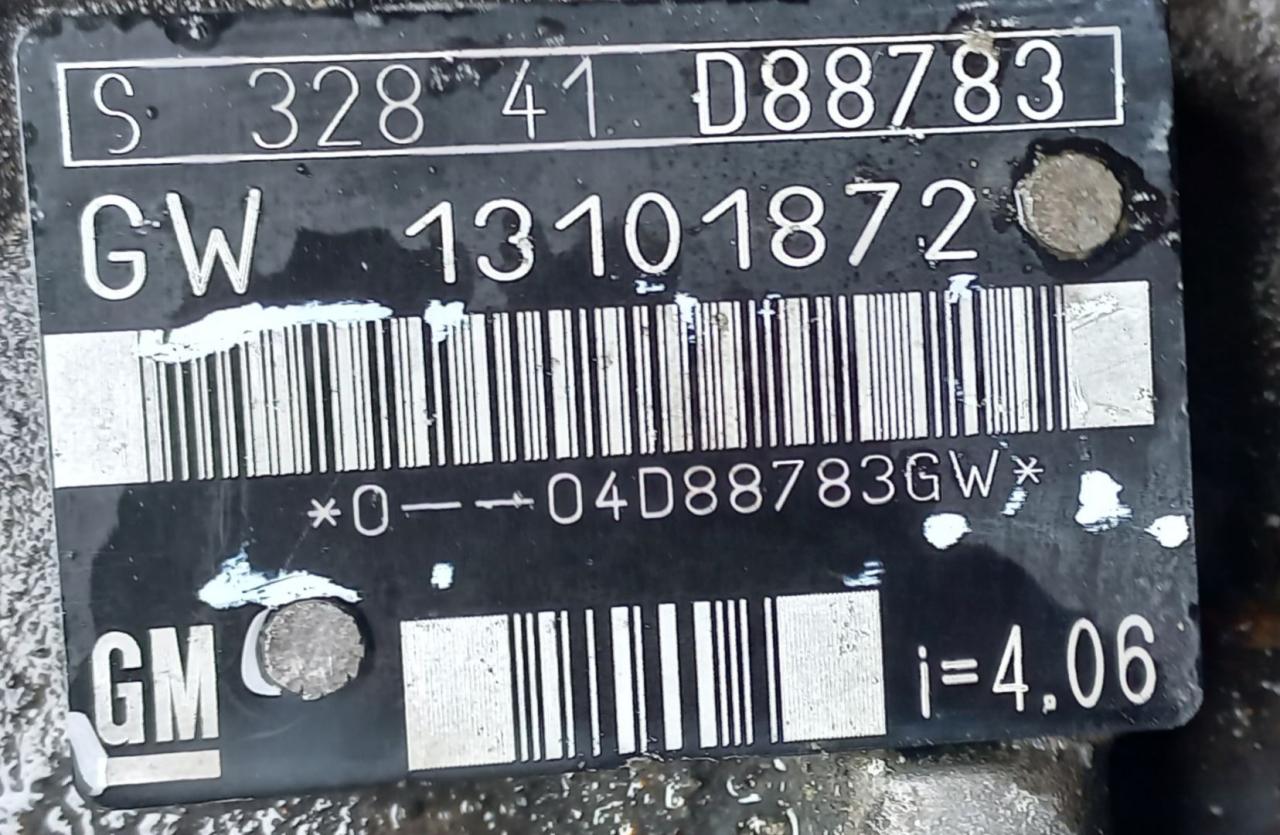 S 328 41 D88783
GW 13101872
*0——04D88783GW*
GM
i=4.06